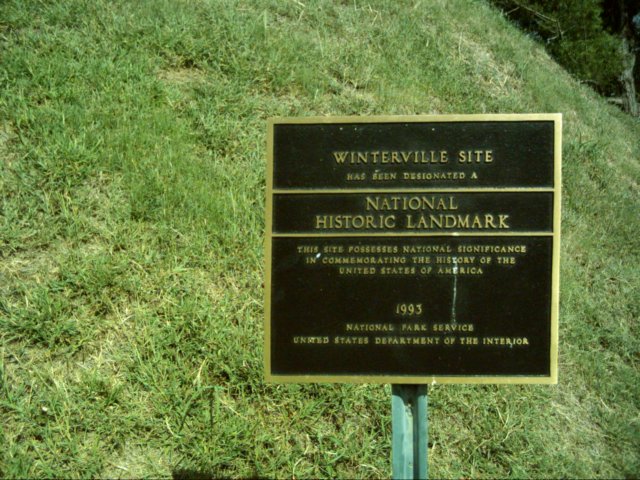 WINTERVILLE SITE
HAS BEEN DESIGNATED A
NATIONAL
HISTORIC LANDMARK
THIS SITE POSSESSES NATIONAL SIGNIFICANCE
IN COMMEMORATING THE HISTORY OF THE
UNITED STATES OF AMERICA
1993
NATIONAL PARK SERVICE
UNITED STATES DEPARTMENT OF THE INTERIOR